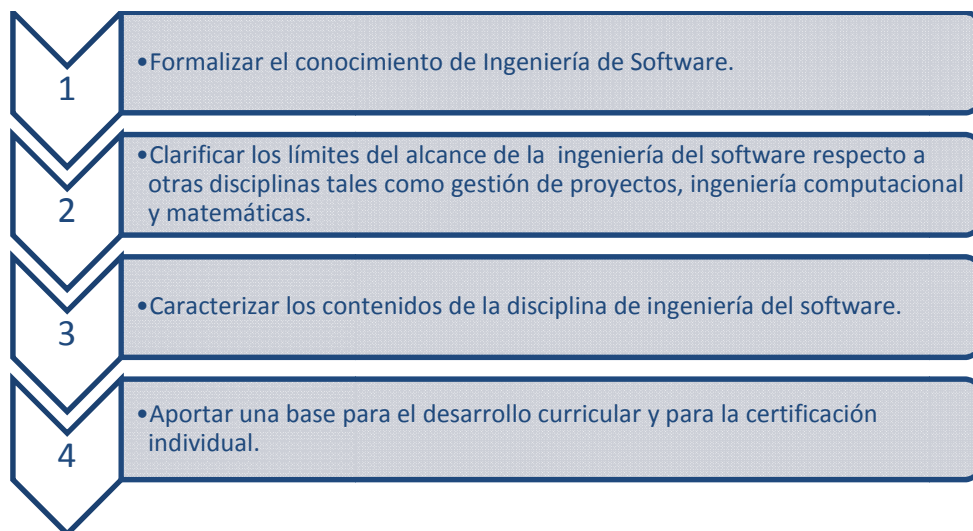 1
•Formalizar el conocimiento de Ingeniería de Software.
2
•Clarificar los límites del alcance de la ingeniería del software respecto a
otras disciplinas tales como gestión de proyectos, ingeniería computacional
y matemáticas.
3
•Caracterizar los contenidos de la disciplina de ingeniería del software.
4
•Aportar una base para el desarrollo curricular y para la certificación
individual.